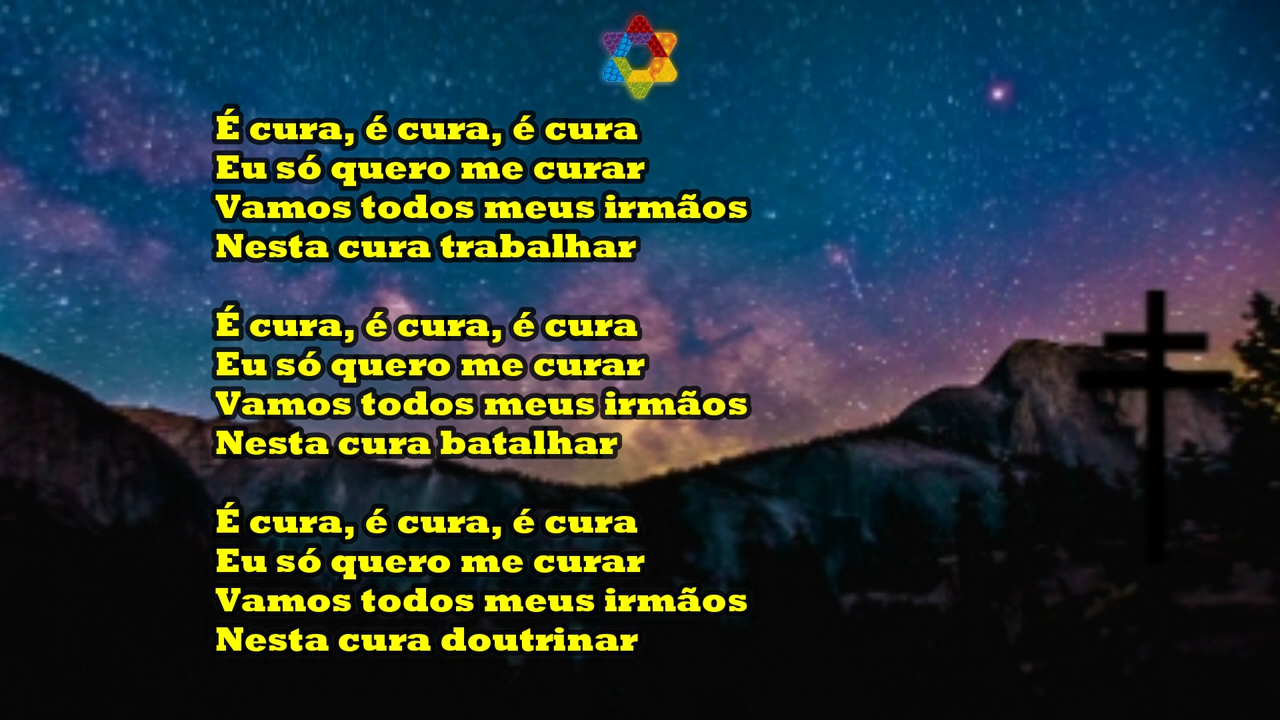 É cura, é cura, é cura
Eu só quero me curar
Vamos todos meus irmãos
Nesta cura trabalhar

É cura, é cura, é cura
Eu só quero me curar
Vamos todos meus irmãos
Nesta cura batalhar

É cura, é cura, é cura
Eu só quero me curar
Vamos todos meus irmãos
Nesta cura doutrinar